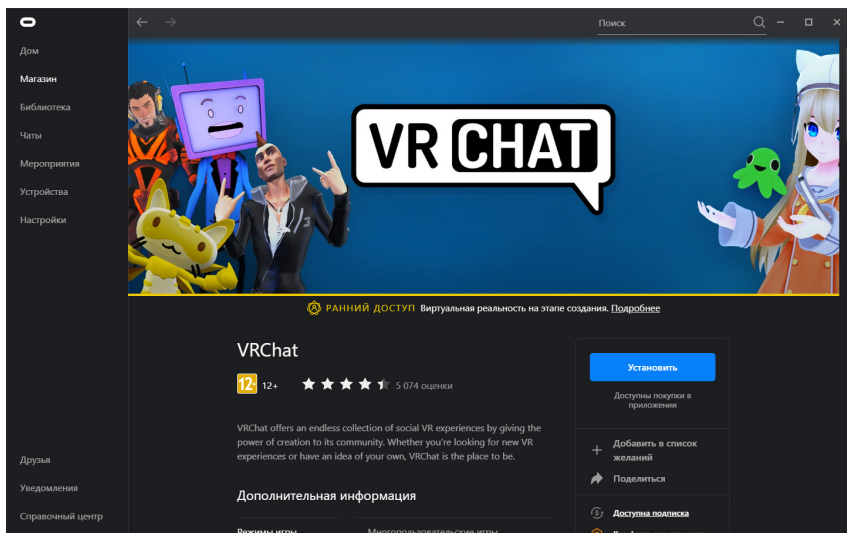 Поиск
Дом
Магазин
Библиотека
Чаты
Мероприятия
Устройства
Настройки
Друзья
Уведомления
Справочный центр
VR CHAT
РАННИЙ ДОСТУП Виртуальная реальность на этапе создания. Подробнее
VRChat
12+ 12+ 5 074 оценки
VRChat offers an endless collection of social VR experiences by giving the
power of creation to its community. Whether you're looking for new VR
experiences or have an idea of your own, VRChat is the place to be.
Дополнительная информация
Режимы игры Многопользовательские игры
Установить
Доступны покупки в
приложении
Добавить в список
желаний
Поделиться
Доступна подписка